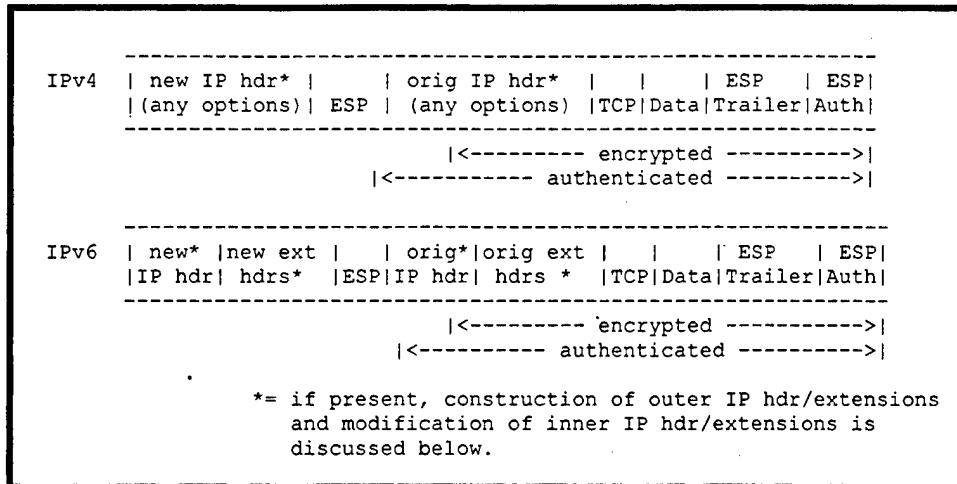 -----------------------------------------------------------
IPv4 | new IP hdr* |     | orig IP hdr*  |   |    | ESP   | ESP|
|(any options)| ESP | (any options) |TCP|Data|Trailer|Auth|
-----------------------------------------------------------
|<--------- encrypted ---------->|
|<----------- authenticated ---------->|
------------------------------------------------------------
IPv6 | new* |new ext |   | orig*|orig ext |   |    | ESP   | ESP|
|IP hdr| hdrs*  |ESP|IP hdr| hdrs *  |TCP|Data|Trailer|Auth|
------------------------------------------------------------
|<--------- encrypted ----------->|
|<---------- authenticated ---------->|
*= if present, construction of outer IP hdr/extensions
and modification of inner IP hdr/extensions is
discussed below.